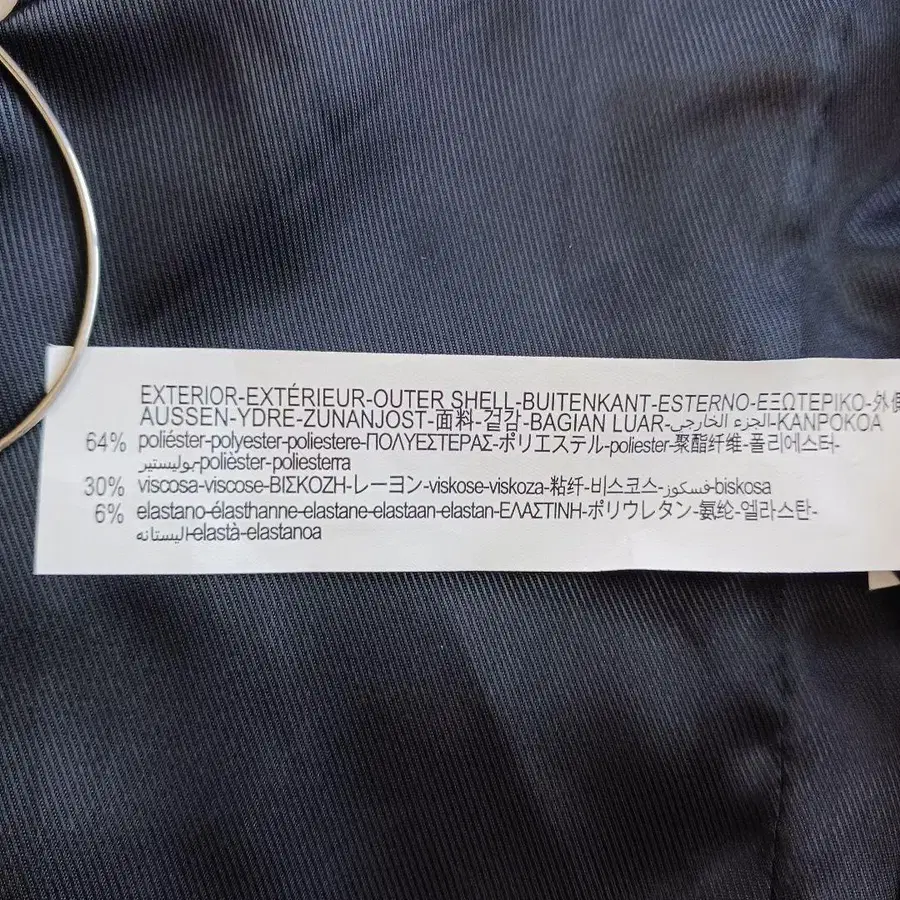 EXTERIOR-EXTÉRIEUR-OUTER SHELL-BUITENKANT-ESTERNO-ΕΞΩΤΕΡΙΚΟ-外側
AUSSEN-YDRE-ZUNANJOST-面料-겉감-BAGIAN LUAR-الجزء الخارجي-KANPOKOA
64% poliéster-polyester-poliestere-ΠΟΛΥΕΣΤΕΡΑΣ-ポリエステル-poliester-聚酯纤维-폴리에스터-
بوليستير-polièster-poliesterra
30% viscosa-viscose-ΒΙΣΚΟΖΗ-レーヨン-viskose-viskoza-粘纤-비스코스-فسكوز-biskosa
6% elastano-élasthanne-elastane-elastaan-elastan-ΕΛΑΣΤΙΝΗ-ポリウレタン-氨纶-엘라스탄-
اليستانه-elastà-elastanoa